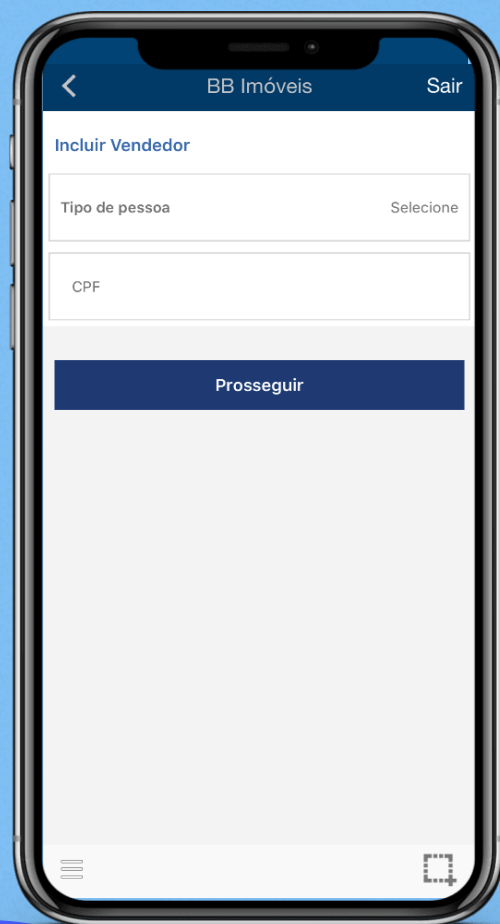 BB Imóveis
Sair
Incluir Vendedor
Tipo de pessoa
Selecione
CPF
Prosseguir